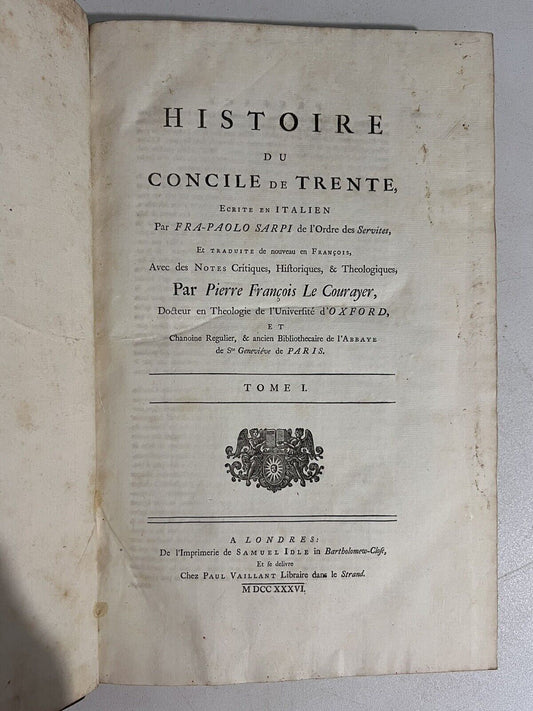 HISTOIRE
DU
CONCILE DE TRENTE,
ECRITE EN ITALIEN
Par FRA-PAOLO SARPI de l'Ordre des Servites,
Et TRADUITE de nouveau en FRANÇOIS,
Avec des NOTES Critiques, Historiques, & Theologiques,
Par Pierre François Le Courayer,
Docteur en Theologie de l'Université d'OXFORD,
ET
Chanoine Regulier, & ancien Bibliothecaire de l'ABBAYE
de Ste Geneviéve de PARIS.
TOME I.
A LONDRES:
De l'Imprimerie de SAMUEL IDLE in Bartholomew-Close,
Et se delivre
Chez PAUL VAILLANT Libraire dans le Strand.
M DCC XXXVI.